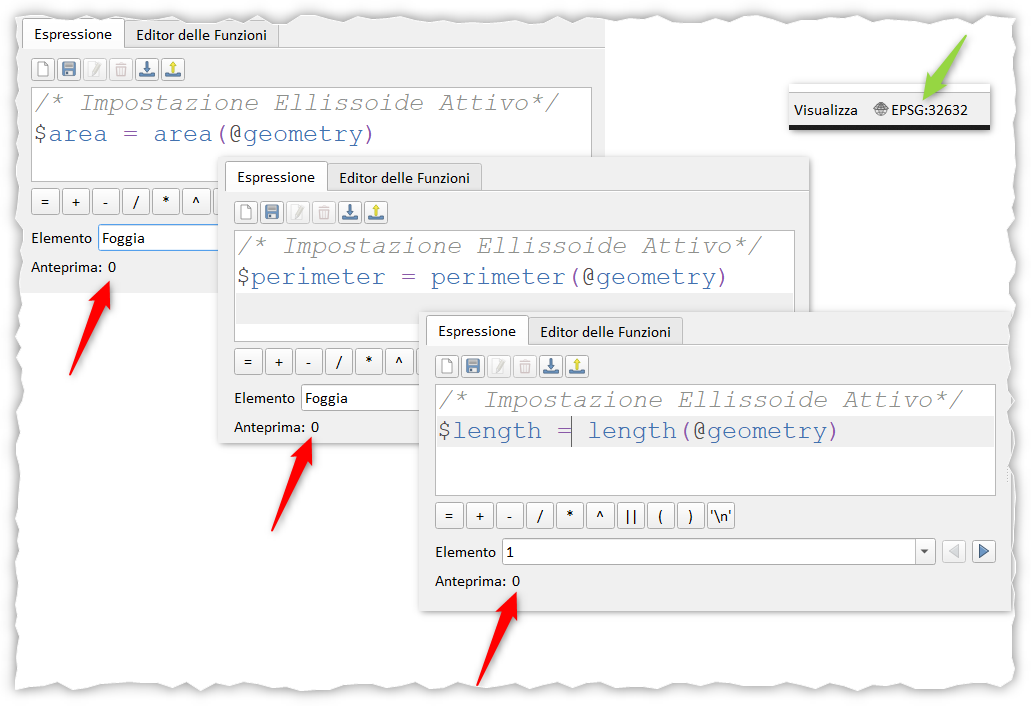 Espressione Editor delle Funzioni
/* Impostazione Ellissoide Attivo*/
$area = area(@geometry)
= + - / * ^
Elemento Foggia
Anteprima: 0
Visualizza EPSG:32632
Espressione Editor delle Funzioni
/* Impostazione Ellissoide Attivo*/
$perimeter = perimeter(@geometry)
= + - / * ^
Elemento Foggia
Anteprima: 0
Espressione Editor delle Funzioni
/* Impostazione Ellissoide Attivo*/
$length = length(@geometry)
= + - / * ^ || ( ) '\n'
Elemento 1
Anteprima: 0